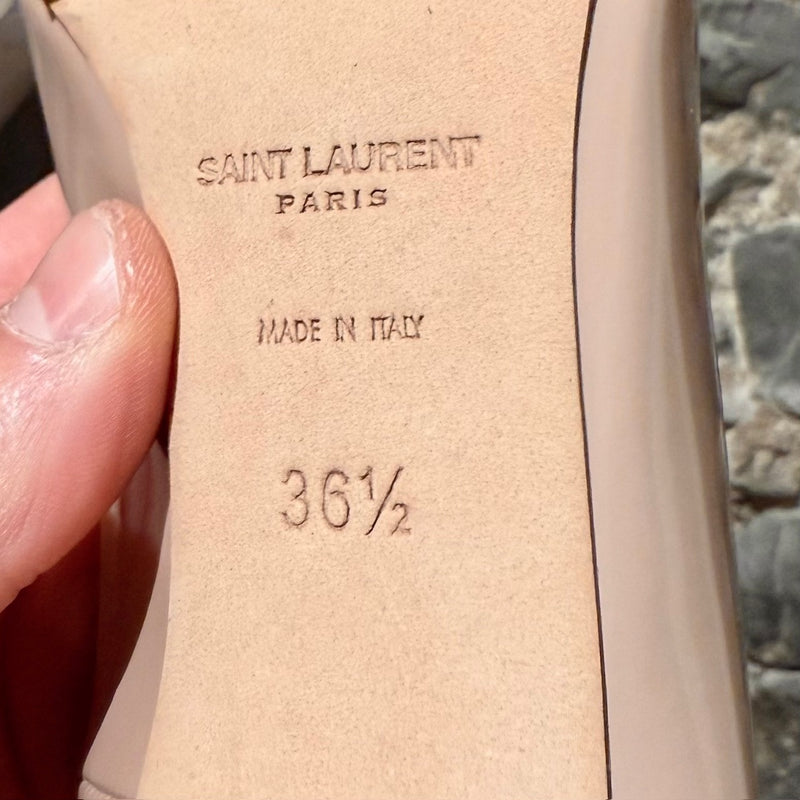 SAINT LAURENT
PARIS
MADE IN ITALY
36½